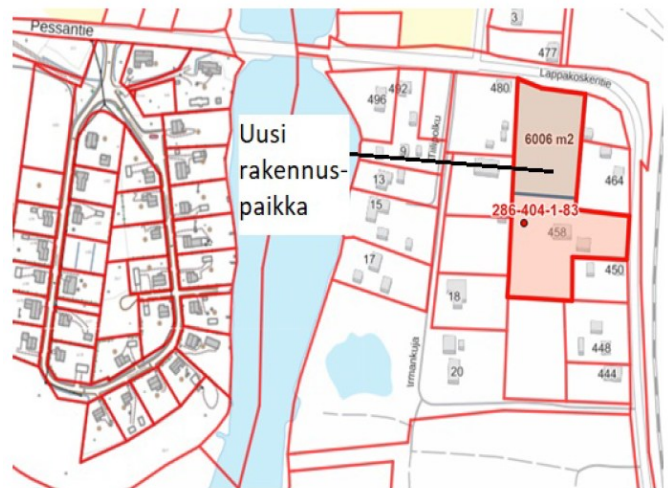 Pessantie
3
477
Lappakoskentie
492
480
496
6006 m2
Uusi
rakennus-
paikka
9
13
464
15
286-404-1-83
458
17
450
18
Irmankuja
448
20
444